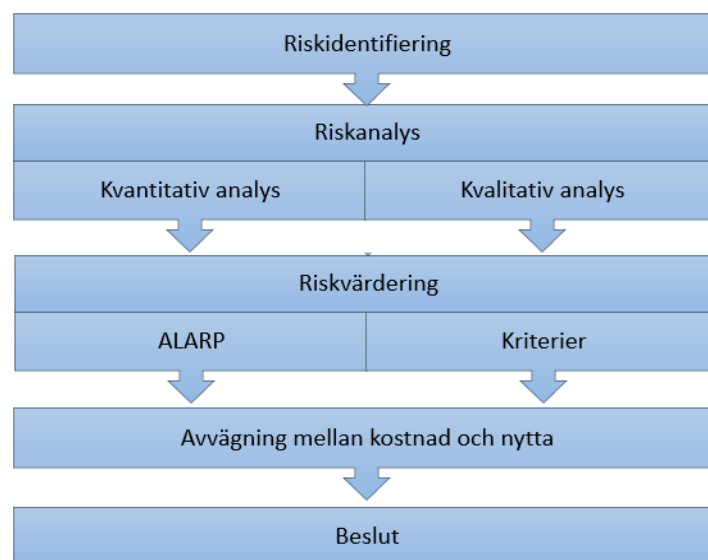 Riskidentifiering
Riskanalys
Kvantitativ analys
Kvalitativ analys
Riskvärdering
ALARP
Kriterier
Avvägning mellan kostnad och nytta
Beslut